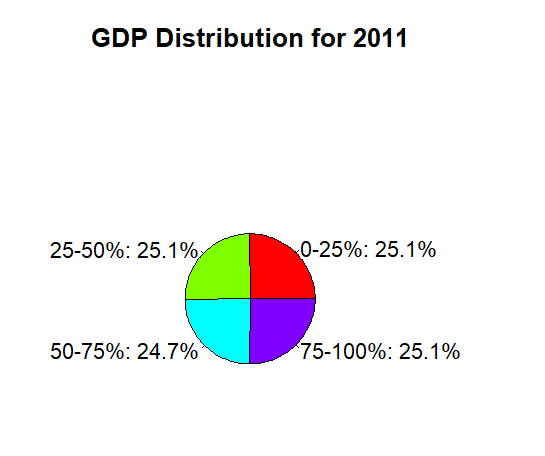 GDP Distribution for 2011
25-50%: 25.1%
0-25%: 25.1%
50-75%: 24.7%
75-100%: 25.1%